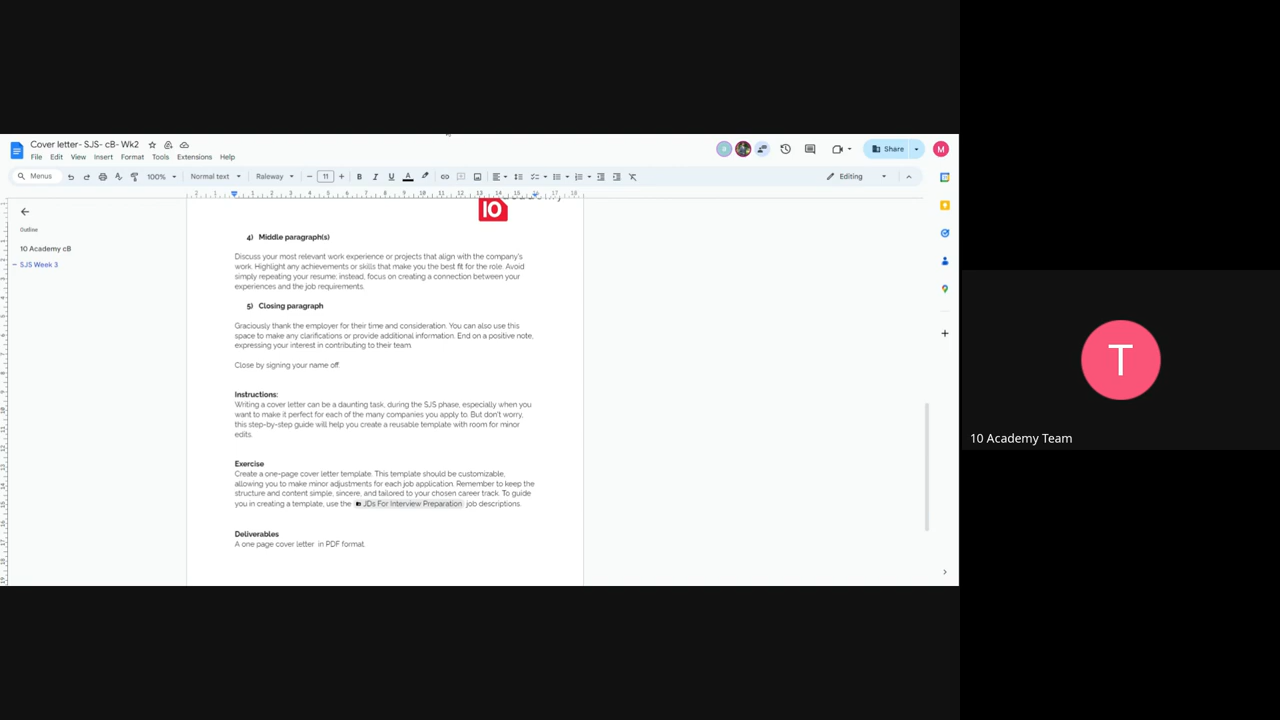 Cover letter- SJS- cB- Wk2
File Edit View Insert Format Tools Extensions Help
Share
M
Menus
100%
Normal text
Raleway
11
Editing
Outline
10 Academy cB
SJS Week 3
10
4) Middle paragraph(s)
Discuss your most relevant work experience or projects that align with the company's
work. Highlight any achievements or skills that make you the best fit for the role. Avoid
simply repeating your resume; instead, focus on creating a connection between your
experiences and the job requirements.
5) Closing paragraph
Graciously thank the employer for their time and consideration. You can also use this
space to make any clarifications or provide additional information. End on a positive note,
expressing your interest in contributing to their team
Close by signing your name off.
Instructions:
Writing a cover letter can be a daunting task, during the SJS phase, especially when you
want to make it perfect for each of the many companies you apply to. But don't worry,
this step-by-step guide will help you create a reusable template with room for minor
edits.
Exercise
Create a one-page cover letter template. This template should be customizable,
allowing you to make minor adjustments for each job application. Remember to keep the
structure and content simple, sincere, and tailored to your chosen career track. To guide
you in creating a template, use the JDs For Interview Preparation job descriptions.
Deliverables
A one page cover letter in PDF format.
T
10 Academy Team